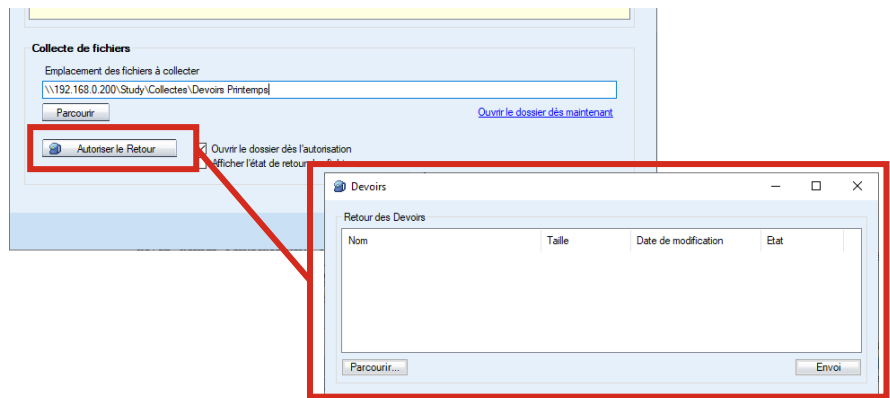 Collecte de fichiers
Emplacement des fichiers à collecter
\\192.168.0.200\Study\Collectes\Devoirs Printemps
Parcourir
Ouvrir le dossier dès maintenant
Autoriser le Retour
Ouvrir le dossier dès l'autorisation
Afficher l'état de retour
Devoirs
Retour des Devoirs
Nom Taille Date de modification Etat
Parcourir... Envoi